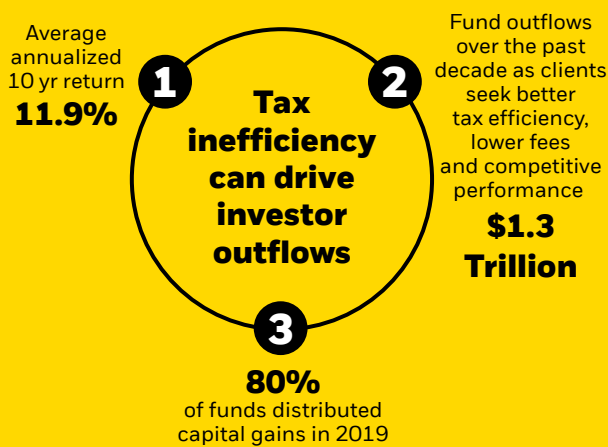 Average
annualized
10 yr return
11.9%
1
Tax
inefficiency
can drive
investor
outflows
2
Fund outflows
over the past
decade as clients
seek better
tax efficiency,
lower fees
and competitive
performance
$1.3
Trillion
3
80%
of funds distributed
capital gains in 2019